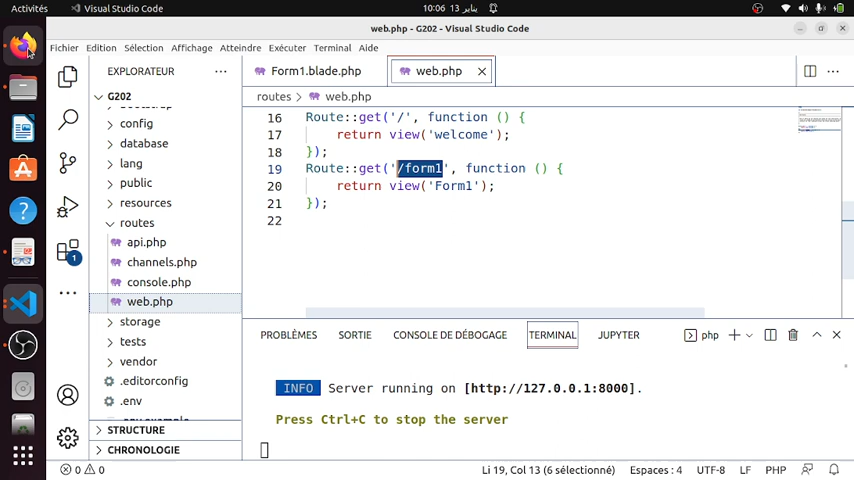 Activités
Visual Studio Code
10:06 13 يناير
web.php - G202 - Visual Studio Code
Fichier Edition Sélection Affichage Atteindre Exécuter Terminal Aide
EXPLORATEUR
Form1.blade.php
web.php
G202
routes > web.php
config
database
lang
public
resources
routes
api.php
channels.php
console.php
web.php
storage
tests
vendor
.editorconfig
.env
.env.example
STRUCTURE
CHRONOLOGIE
16 Route::get('/', function () {
17 return view('welcome');
18 });
19 Route::get('/form1', function () {
20 return view('Form1');
21 });
22
PROBLÈMES SORTIE CONSOLE DE DÉBOGAGE TERMINAL JUPYTER
php
INFO Server running on [http://127.0.0.1:8000].
Press Ctrl+C to stop the server
1
0 0
Li 19, Col 13 (6 sélectionné) Espaces : 4 UTF-8 LF PHP